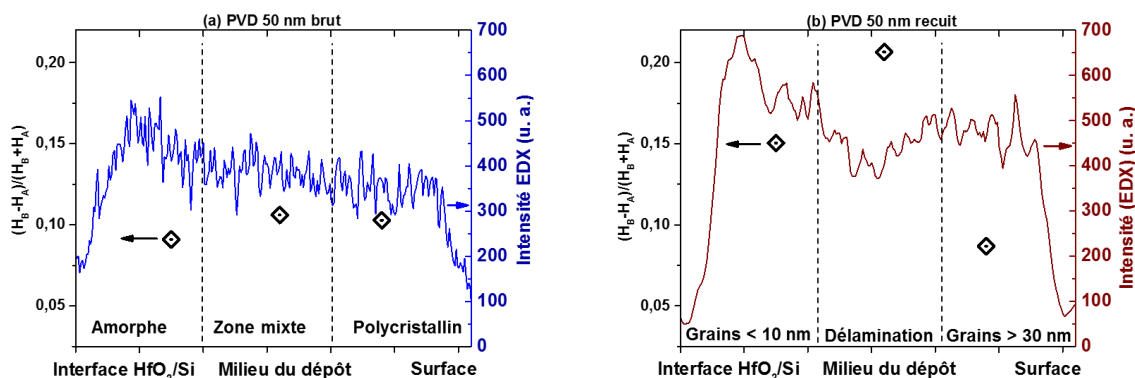 (a) PVD 50 nm brut
(H_B-H_A)/(H_B+H_A)
0,20
0,15
0,10
0,05
700
600
500
400
300
200
100
0
Intensité EDX (u. a.)
Amorphe
Zone mixte
Polycristallin
Interface HfO₂/Si
Milieu du dépôt
Surface
(b) PVD 50 nm recuit
(H_B-H_A)/(H_B+H_A)
0,20
0,15
0,10
0,05
700
600
500
400
300
200
100
0
Intensité (EDX) (u. a.)
Grains < 10 nm
Délamination
Grains > 30 nm
Interface HfO₂/Si
Milieu du dépôt
Surface